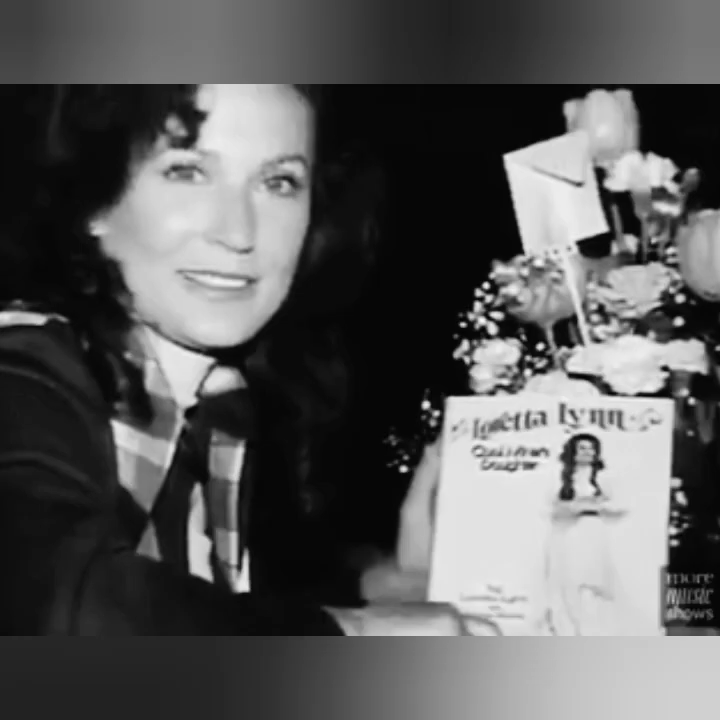 loretta lynn
Coal Miner's
Daughter
more
music
shows